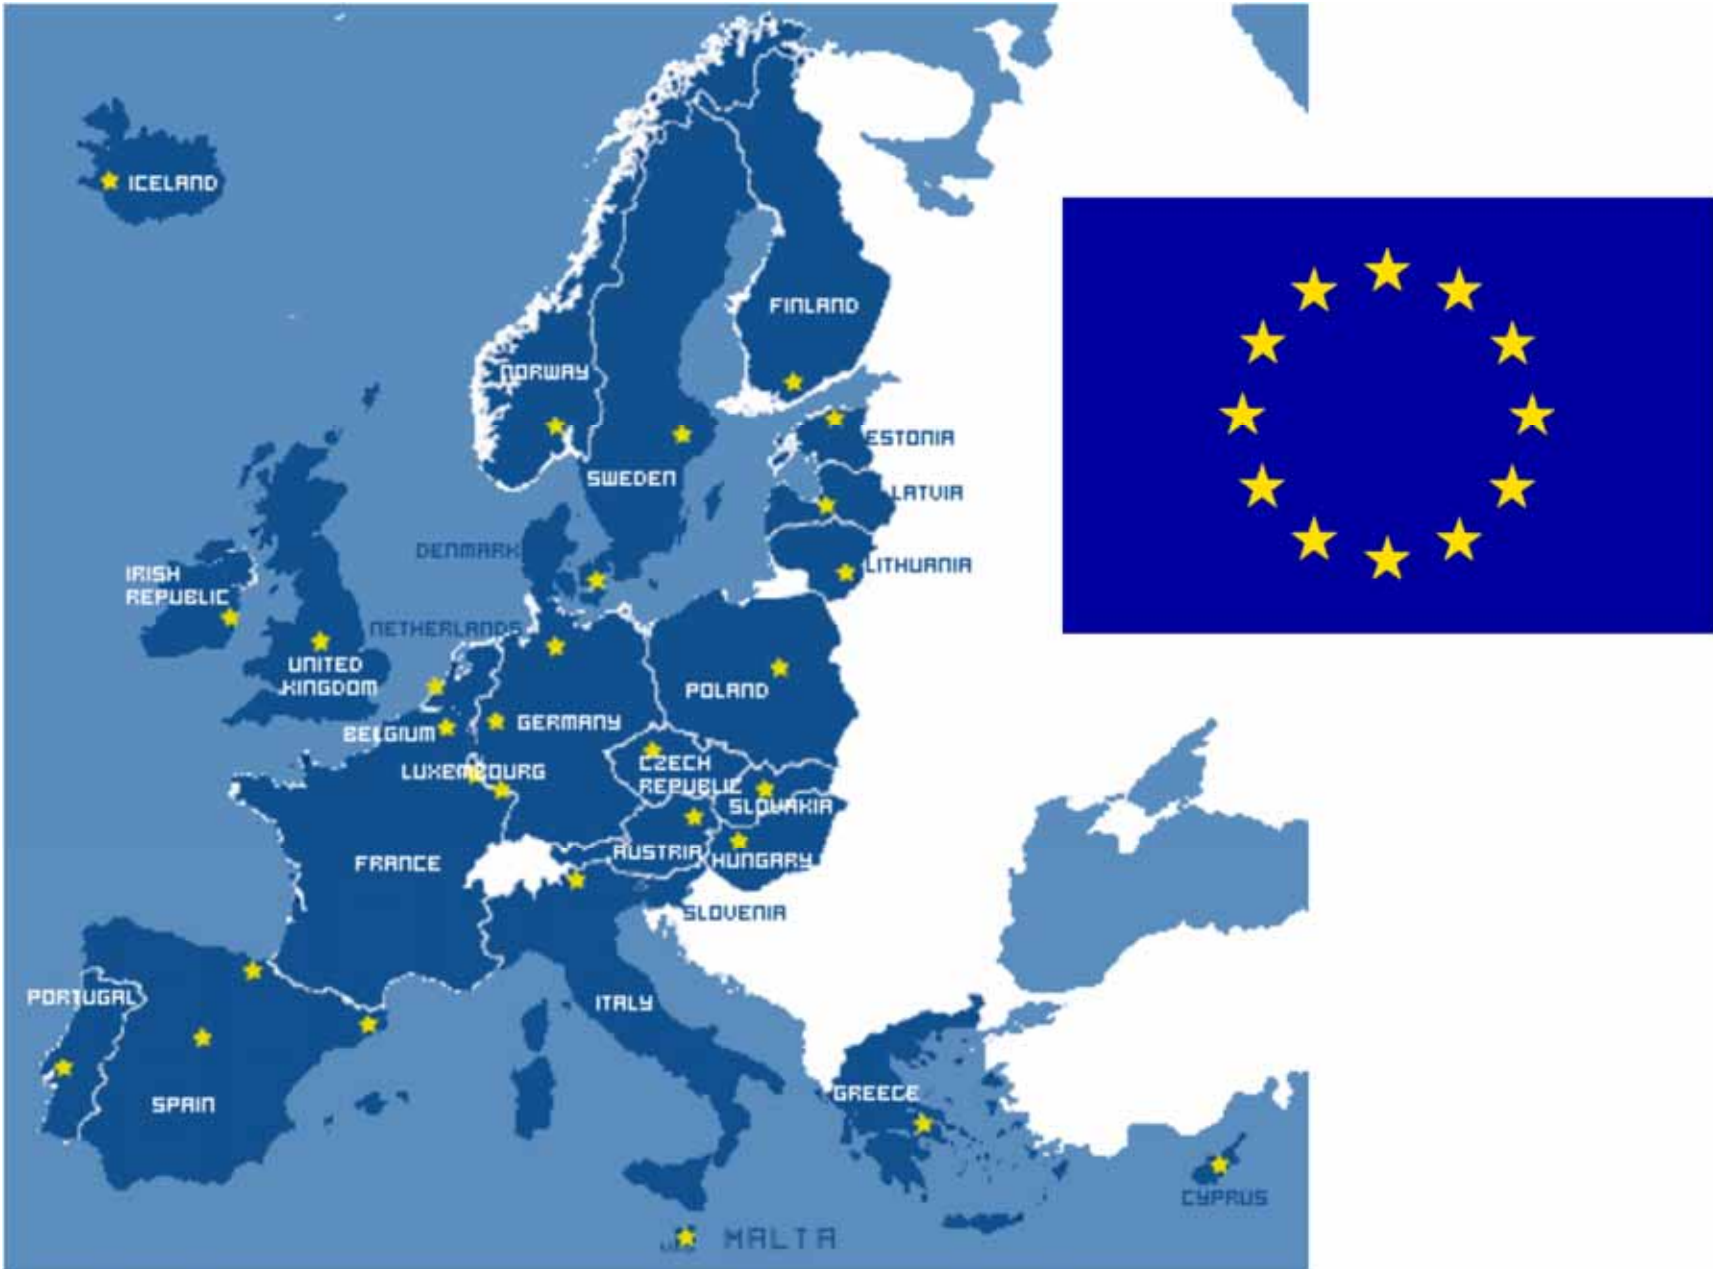 ICELAND
FINLAND
NORWAY
ESTONIA
SWEDEN
LATVIA
DENMARK
LITHUANIA
IRISH
REPUBLIC
NETHERLANDS
UNITED
KINGDOM
POLAND
GERMANY
BELGIUM
CZECH
REPUBLIC
LUXEMBOURG
SLOVAKIA
AUSTRIA
HUNGARY
FRANCE
SLOVENIA
PORTUGAL
ITALY
SPAIN
GREECE
CYPRUS
MALTA